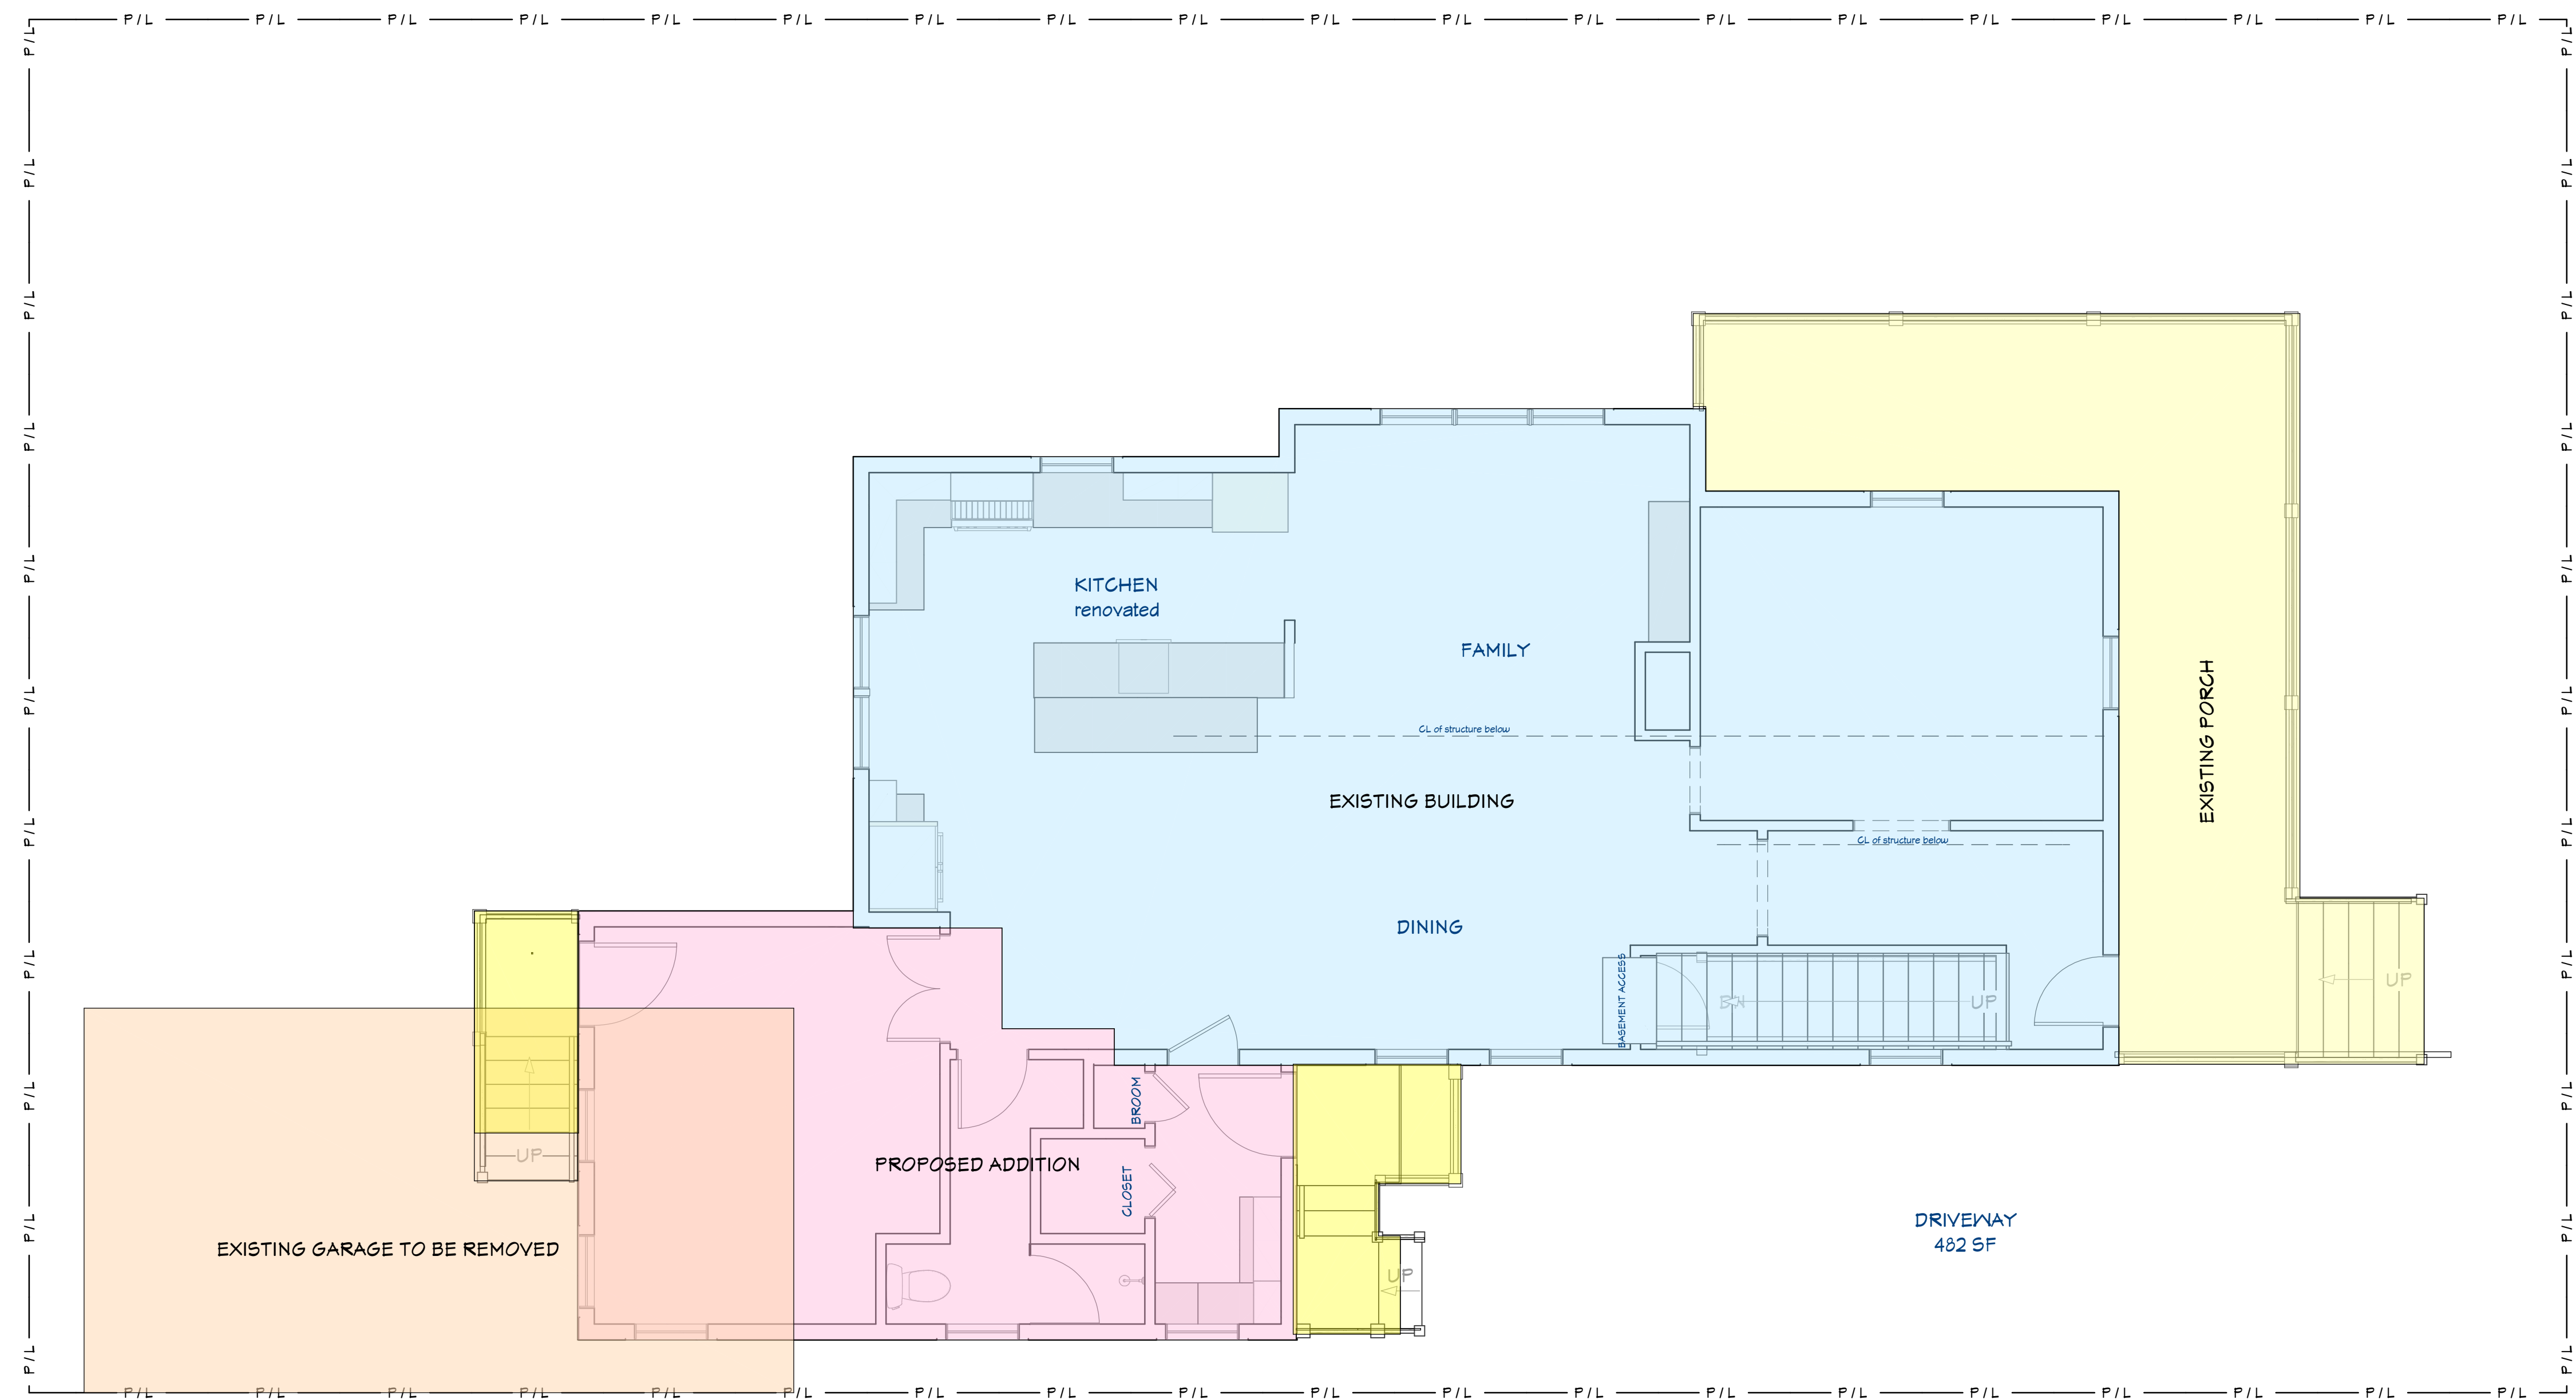 P/L P/L P/L P/L P/L P/L P/L P/L P/L P/L P/L P/L P/L P/L P/L P/L P/L P/L P/L
P/L P/L P/L P/L P/L P/L P/L P/L P/L P/L P/L
KITCHEN
renovated
FAMILY
CL of structure below
EXISTING BUILDING
CL of structure below
DINING
BASEMENT ACCESS
UP
EXISTING PORCH
UP
BROOM
CLOSET
PROPOSED ADDITION
UP
EXISTING GARAGE TO BE REMOVED
UP
DRIVEWAY
482 SF
P/L P/L P/L P/L P/L P/L P/L P/L P/L P/L P/L
P/L P/L P/L P/L P/L P/L P/L P/L P/L P/L P/L P/L P/L P/L P/L P/L P/L P/L P/L